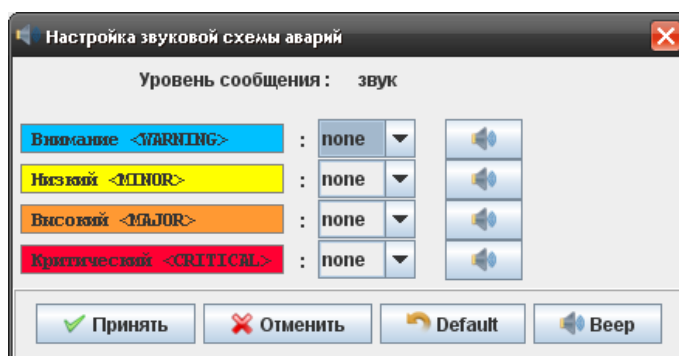 Настройка звуковой схемы аварий
Уровень сообщения : звук
Внимание <WARNING> : none
Низкий <MINOR> : none
Высокий <MAJOR> : none
Критический <CRITICAL> : none
Принять Отменить Default Beep